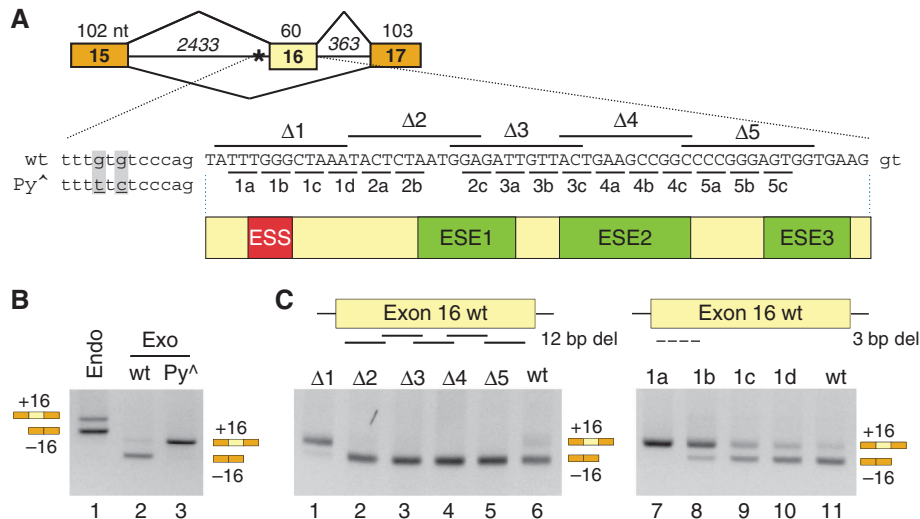 A
102 nt 60 103
2433 363
15 * 16 17
Δ1 Δ2 Δ3 Δ4 Δ5
wt tttgtgtcccag TATTTGGGCTAAATACTCTAATGGAGATTGTTACTGAAGCCGGCCCCGGGAGTGGTGAAG gt
Py^ tttttctcccag 1a 1b 1c 1d 2a 2b 2c 3a 3b 3c 4a 4b 4c 5a 5b 5c
ESS ESE1 ESE2 ESE3
B
Endo
Exo
wt Py^
+16
−16
+16
−16
1 2 3
C
Exon 16 wt
12 bp del
Δ1 Δ2 Δ3 Δ4 Δ5 wt
+16
−16
1 2 3 4 5 6
Exon 16 wt
3 bp del
1a 1b 1c 1d wt
+16
−16
7 8 9 10 11